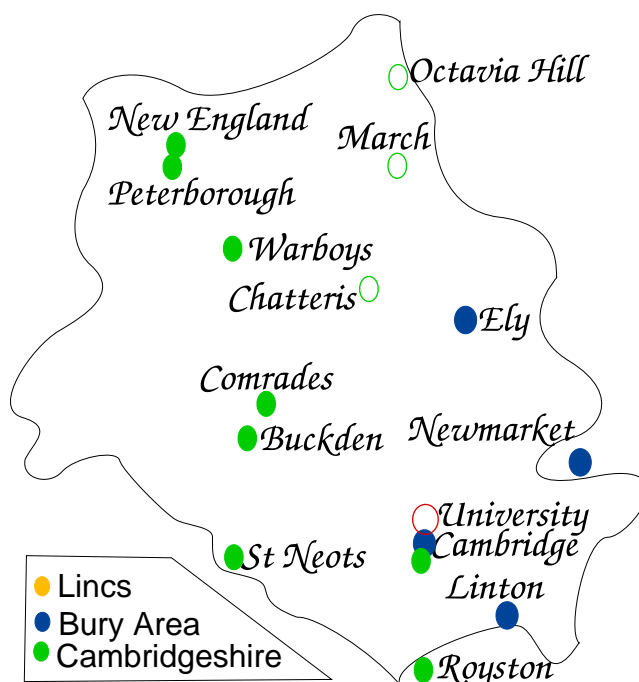 Octavia Hill
New England
March
Peterborough
Warboys
Chatteris
Ely
Comrades
Buckden
Newmarket
University
Cambridge
St Neots
Linton
Royston
Lincs
Bury Area
Cambridgeshire